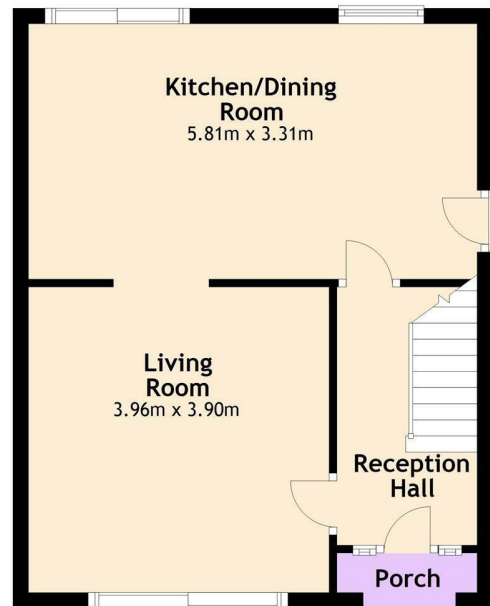 Kitchen/Dining
Room
5.81m x 3.31m
Living
Room
3.96m x 3.90m
Reception
Hall
Porch